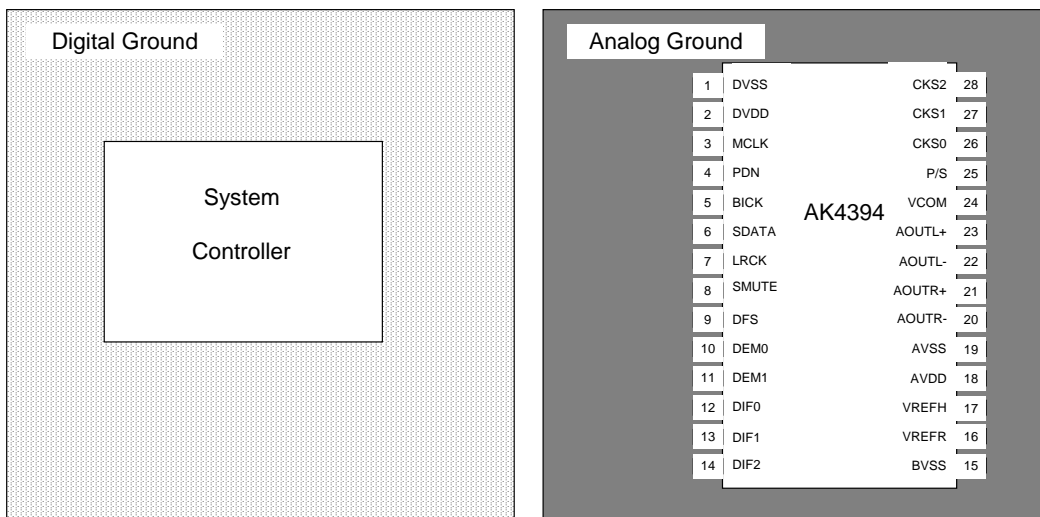 Digital Ground
System
Controller
Analog Ground
AK4394
1 DVSS
2 DVDD
3 MCLK
4 PDN
5 BICK
6 SDATA
7 LRCK
8 SMUTE
9 DFS
10 DEM0
11 DEM1
12 DIF0
13 DIF1
14 DIF2
CKS2 28
CKS1 27
CKS0 26
P/S 25
VCOM 24
AOUTL+ 23
AOUTL- 22
AOUTR+ 21
AOUTR- 20
AVSS 19
AVDD 18
VREFH 17
VREFR 16
BVSS 15